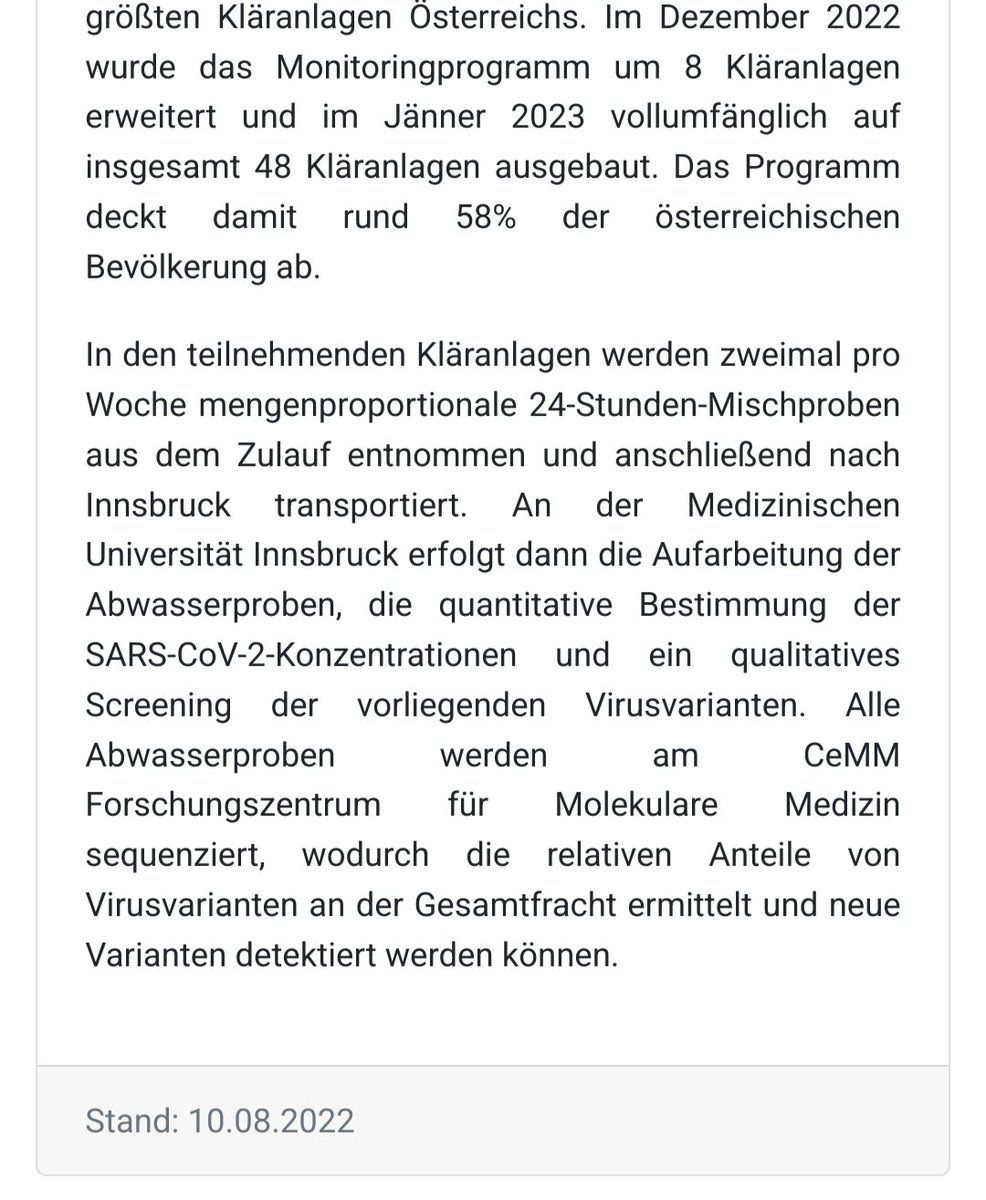 größten Kläranlagen Österreichs. Im Dezember 2022
wurde das Monitoringprogramm um 8 Kläranlagen
erweitert und im Jänner 2023 vollumfänglich auf
insgesamt 48 Kläranlagen ausgebaut. Das Programm
deckt damit rund 58% der österreichischen
Bevölkerung ab.
In den teilnehmenden Kläranlagen werden zweimal pro
Woche mengenproportionale 24-Stunden-Mischproben
aus dem Zulauf entnommen und anschließend nach
Innsbruck transportiert. An der Medizinischen
Universität Innsbruck erfolgt dann die Aufarbeitung der
Abwasserproben, die quantitative Bestimmung der
SARS-CoV-2-Konzentrationen und ein qualitatives
Screening der vorliegenden Virusvarianten. Alle
Abwasserproben werden am CeMM
Forschungszentrum für Molekulare Medizin
sequenziert, wodurch die relativen Anteile von
Virusvarianten an der Gesamtfracht ermittelt und neue
Varianten detektiert werden können.
Stand: 10.08.2022